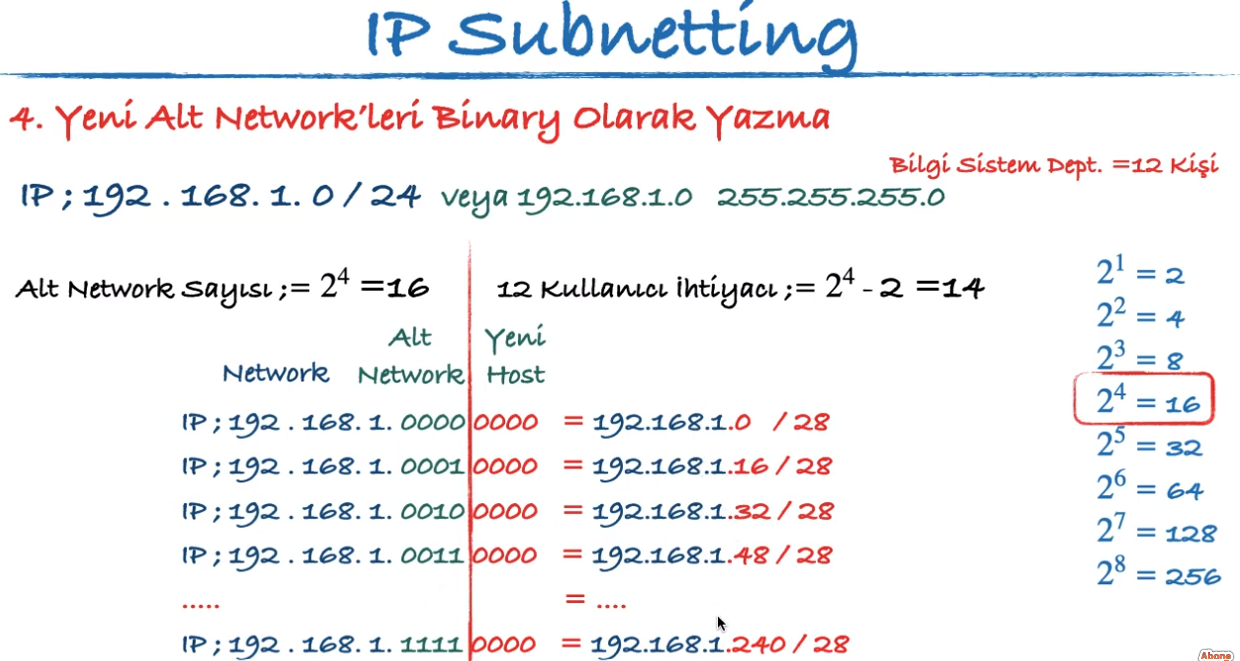 IP Subnetting
4. Yeni Alt Network'leri Binary Olarak Yazma
Bilgi Sistem Dept. =12 Kişi
IP ; 192 . 168. 1. 0 / 24 veya 192.168.1.0 255.255.255.0
Alt Network Sayısı ;= 2⁴ =16
12 Kullanıcı İhtiyacı ;= 2⁴ - 2 =14
Alt Network
Yeni Host
Network
IP ; 192 . 168. 1. 0000 0000 = 192.168.1.0 / 28
IP ; 192 . 168. 1. 0001 0000 = 192.168.1.16 / 28
IP ; 192 . 168. 1. 0010 0000 = 192.168.1.32 / 28
IP ; 192 . 168. 1. 0011 0000 = 192.168.1.48 / 28
..... = ....
IP ; 192 . 168. 1. 1111 0000 = 192.168.1.240 / 28
2¹ = 2
2² = 4
2³ = 8
2⁴ = 16
2⁵ = 32
2⁶ = 64
2⁷ = 128
2⁸ = 256
Abone